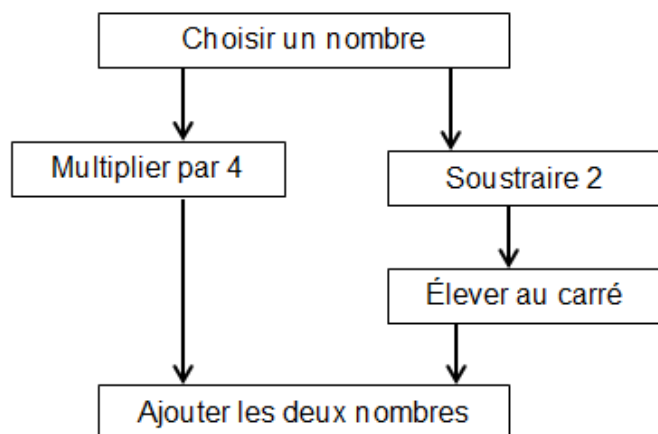 Choisir un nombre
Multiplier par 4
Soustraire 2
Élever au carré
Ajouter les deux nombres